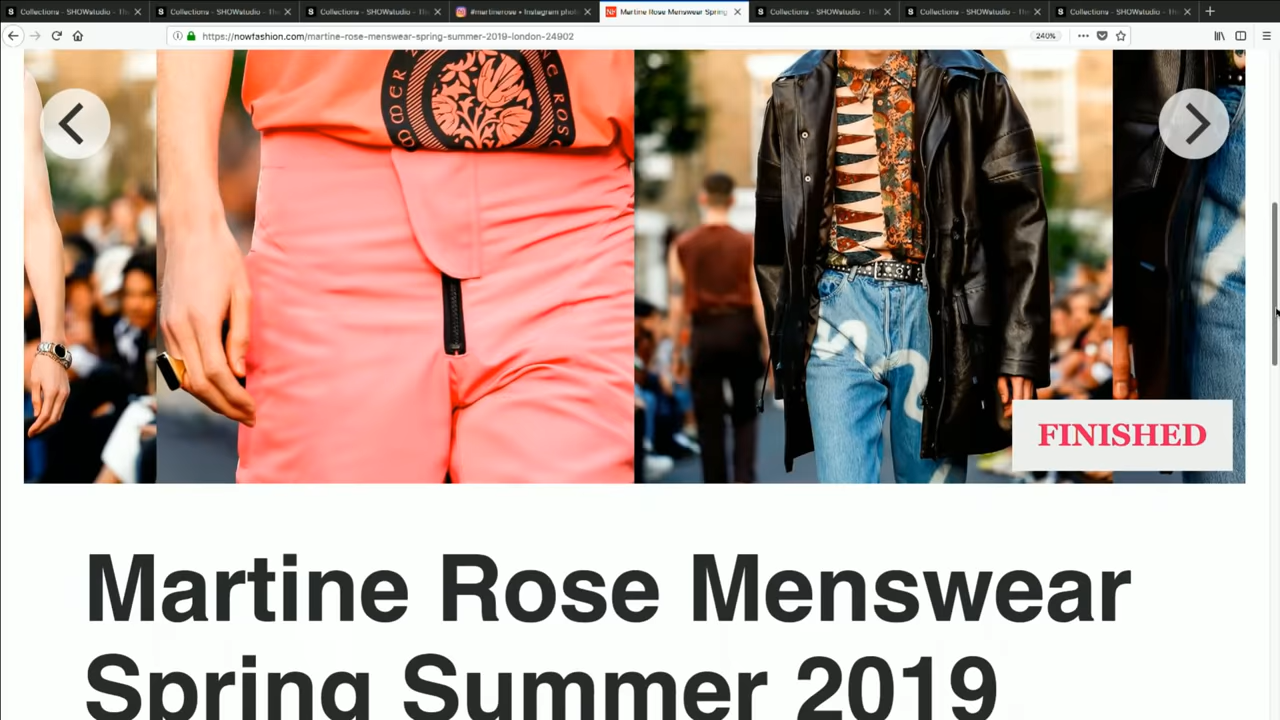 Collections - SHOWstudio - The
Collections - SHOWstudio - The
Collections - SHOWstudio - The
#martinerose • Instagram phot
NF
Martine Rose Menswear Spring
Collections - SHOWstudio - The
Collections - SHOWstudio - The
Collections - SHOWstudio - The
https://nowfashion.com/martine-rose-menswear-spring-summer-2019-london-24902
240%
ROS
FINISHED
Martine Rose Menswear
Spring Summer 2019